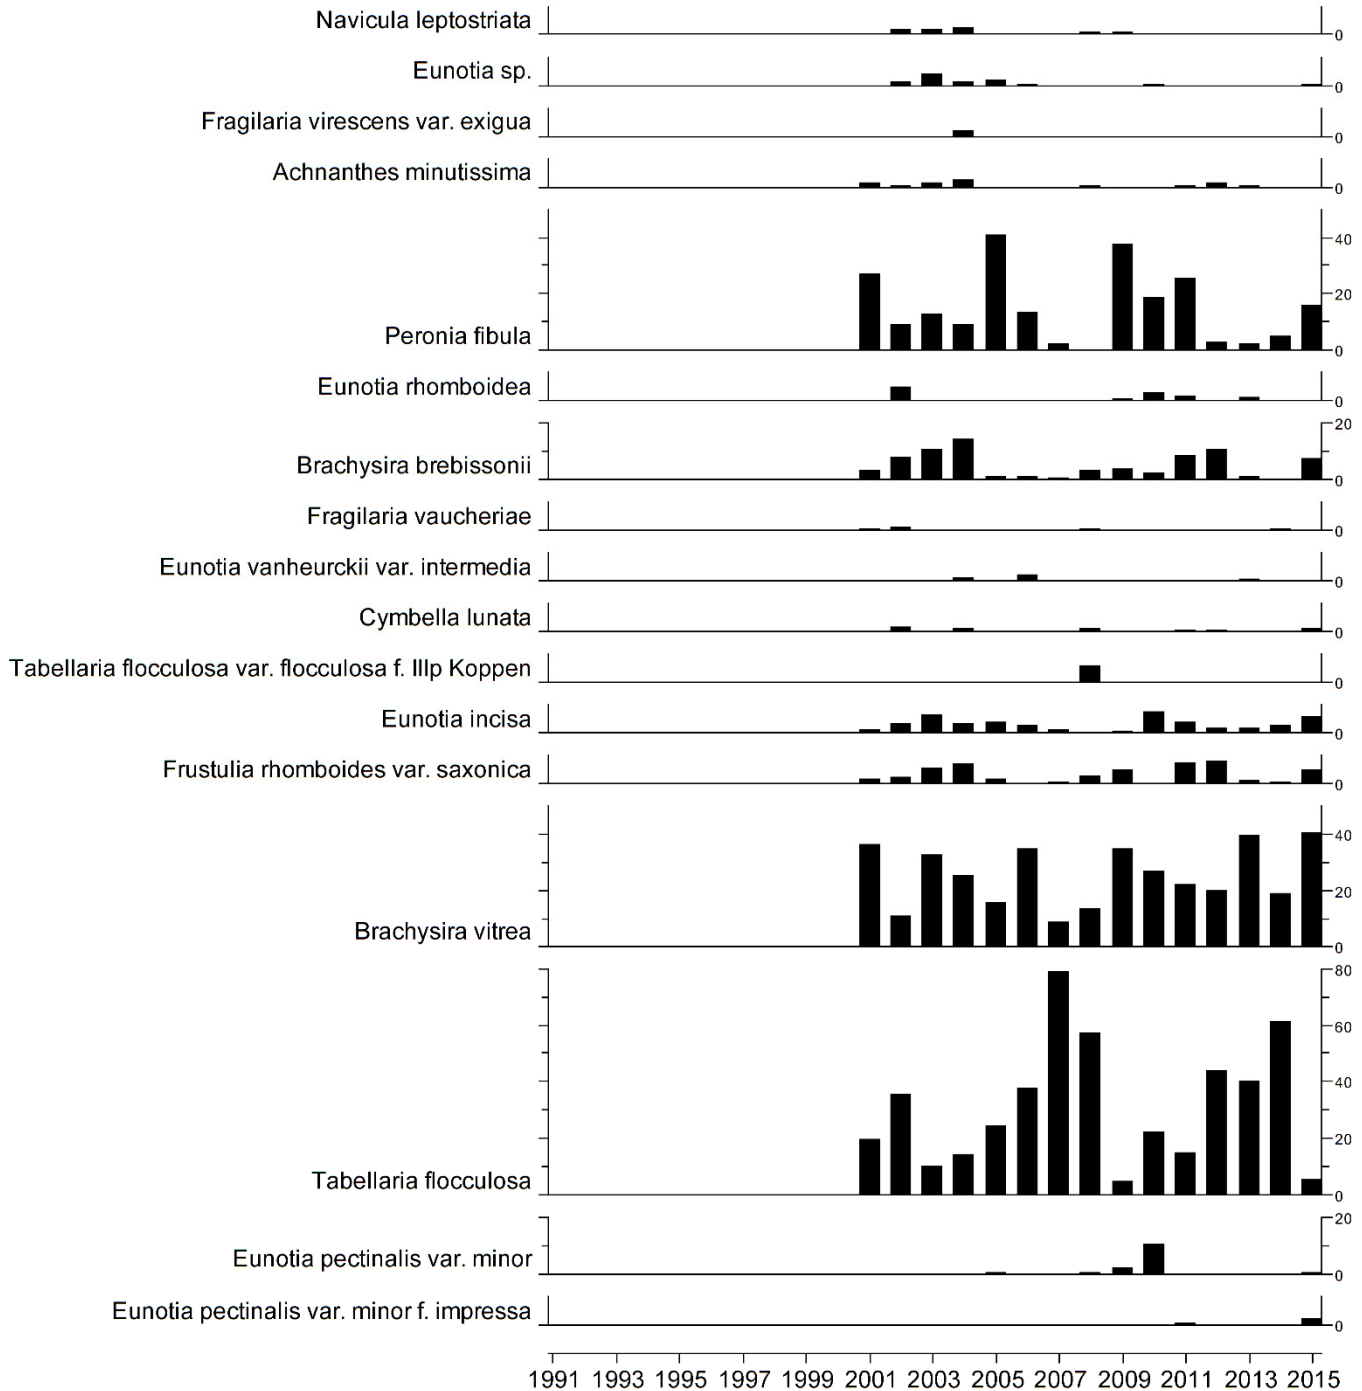 Navicula leptostriata
0
Eunotia sp.
0
Fragilaria virescens var. exigua
0
Achnanthes minutissima
0
40
20
Peronia fibula
0
Eunotia rhomboidea
0
20
Brachysira brebissonii
0
Fragilaria vaucheriae
0
Eunotia vanheurckii var. intermedia
0
Cymbella lunata
0
Tabellaria flocculosa var. flocculosa f. IIIp Koppen
0
Eunotia incisa
0
Frustulia rhomboides var. saxonica
0
40
20
Brachysira vitrea
0
80
60
40
20
Tabellaria flocculosa
0
20
Eunotia pectinalis var. minor
0
Eunotia pectinalis var. minor f. impressa
0
1991 1993 1995 1997 1999 2001 2003 2005 2007 2009 2011 2013 2015